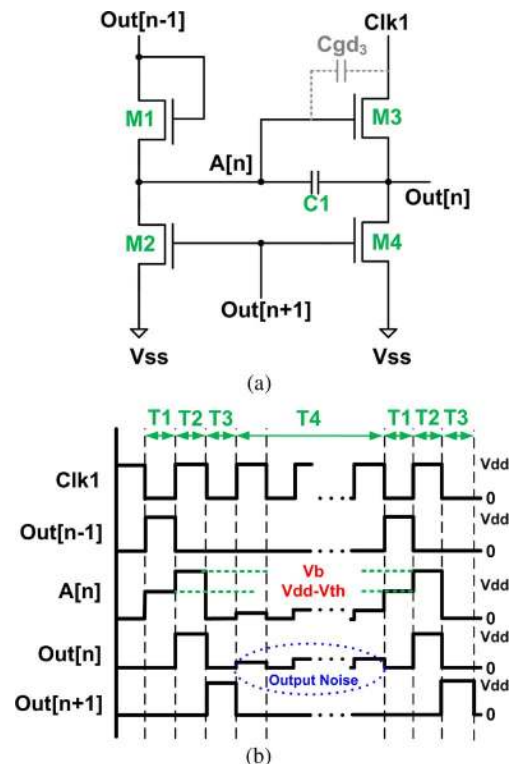 Out[n-1] Clk1
Cgd3
M1 M3
A[n]
C1 Out[n]
M2 M4
Out[n+1]
Vss Vss
(a)
T1 T2 T3 T4 T1 T2 T3
Clk1 Vdd
0
Out[n-1] Vdd
0
Vb
A[n] Vdd-Vth Vdd
0
Out[n] Vdd
Output Noise 0
Out[n+1] Vdd
0
(b)